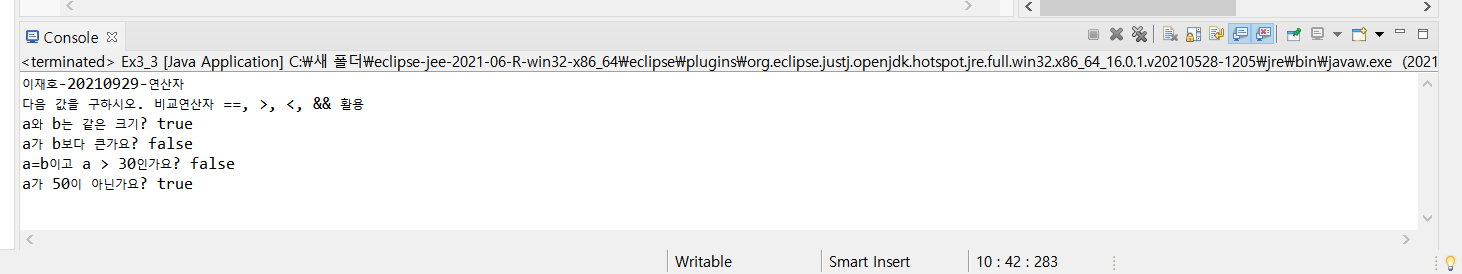 Console
<terminated> Ex3_3 [Java Application] C:₩새 폴더₩eclipse-jee-2021-06-R-win32-x86_64₩eclipse₩plugins₩org.eclipse.justj.openjdk.hotspot.jre.full.win32.x86_64_16.0.1.v20210528-1205₩jre₩bin₩javaw.exe (2021
이재호-20210929-연산자
다음 값을 구하시오. 비교연산자 ==, >, <, && 활용
a와 b는 같은 크기? true
a가 b보다 큰가요? false
a=b이고 a > 30인가요? false
a가 50이 아닌가요? true
Writable Smart Insert 10 : 42 : 283